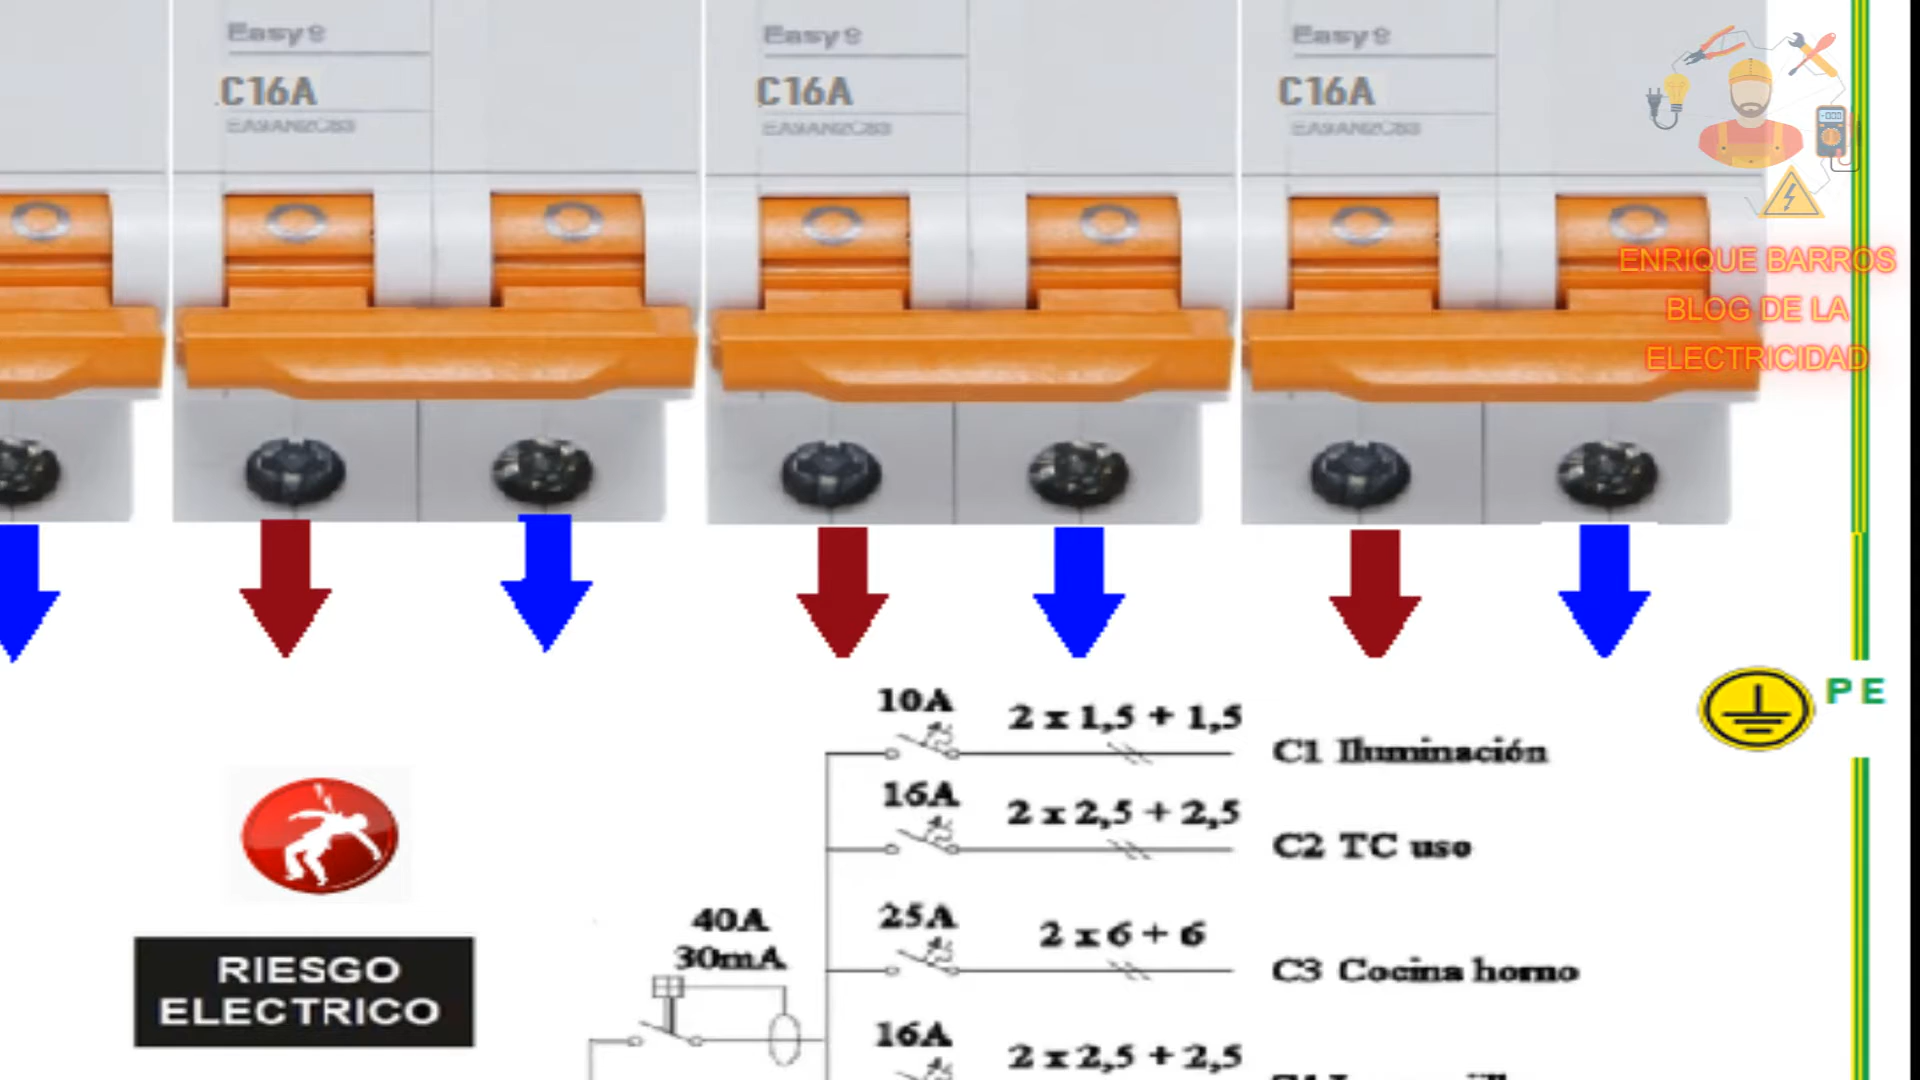 Easy9
C16A
Easy9
C16A
Easy9
C16A
ENRIQUE BARROS
BLOG DE LA
ELECTRICIDAD
PE
10A
2 x 1,5 + 1,5
C1 Iluminación
16A
2 x 2,5 + 2,5
C2 TC uso
25A
2 x 6 + 6
C3 Cocina horno
40A
30mA
16A
2 x 2,5 + 2,5
RIESGO
ELECTRICO